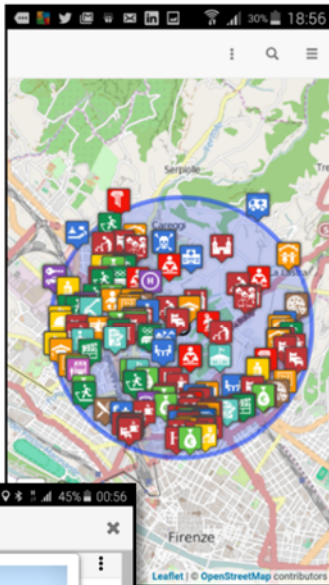 30% 18:56
Serpiolle
Careggi
H
Firenze
Leaflet | © OpenStreetMap contributors
45% 00:56